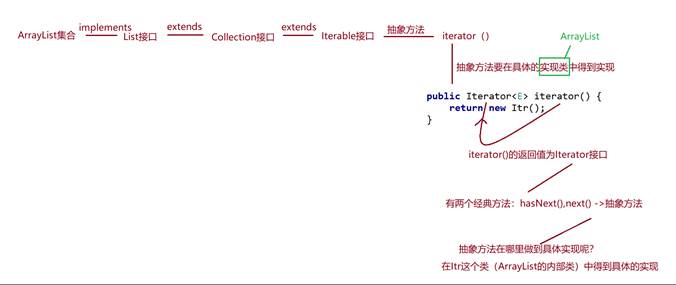 ArrayList集合 implements List接口 extends Collection接口 extends Iterable接口 抽象方法 iterator（） ArrayList
抽象方法要在具体的实现类中得到实现
public Iterator<E> iterator() {
return new Itr();
}
iterator()的返回值为Iterator接口
有两个经典方法：hasNext(),next() ->抽象方法
抽象方法在哪里做到具体实现呢?
在Itr这个类（ArrayList的内部类）中得到具体的实现